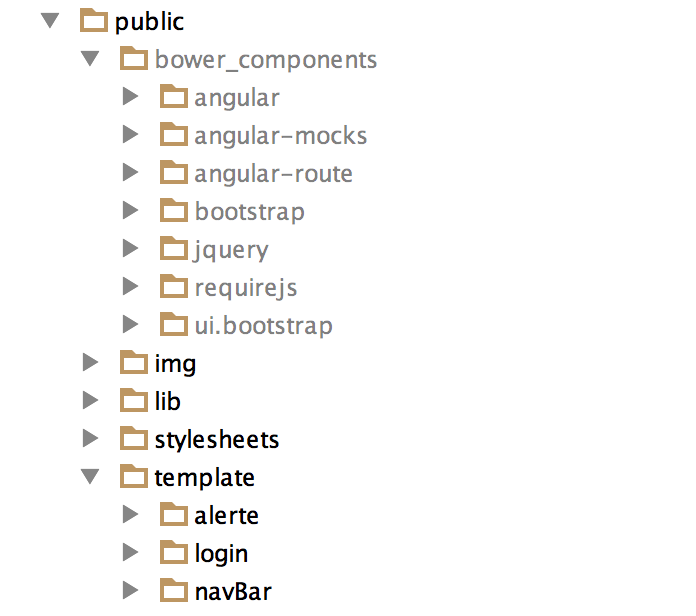 public
bower_components
angular
angular-mocks
angular-route
bootstrap
jquery
requirejs
ui.bootstrap
img
lib
stylesheets
template
alerte
login
navBar